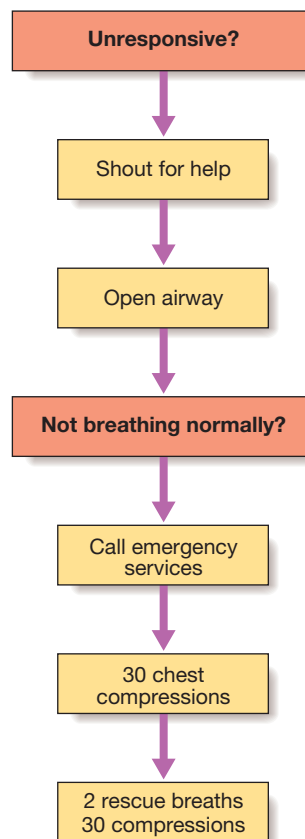 Unresponsive?
Shout for help
Open airway
Not breathing normally?
Call emergency
services
30 chest
compressions
2 rescue breaths
30 compressions